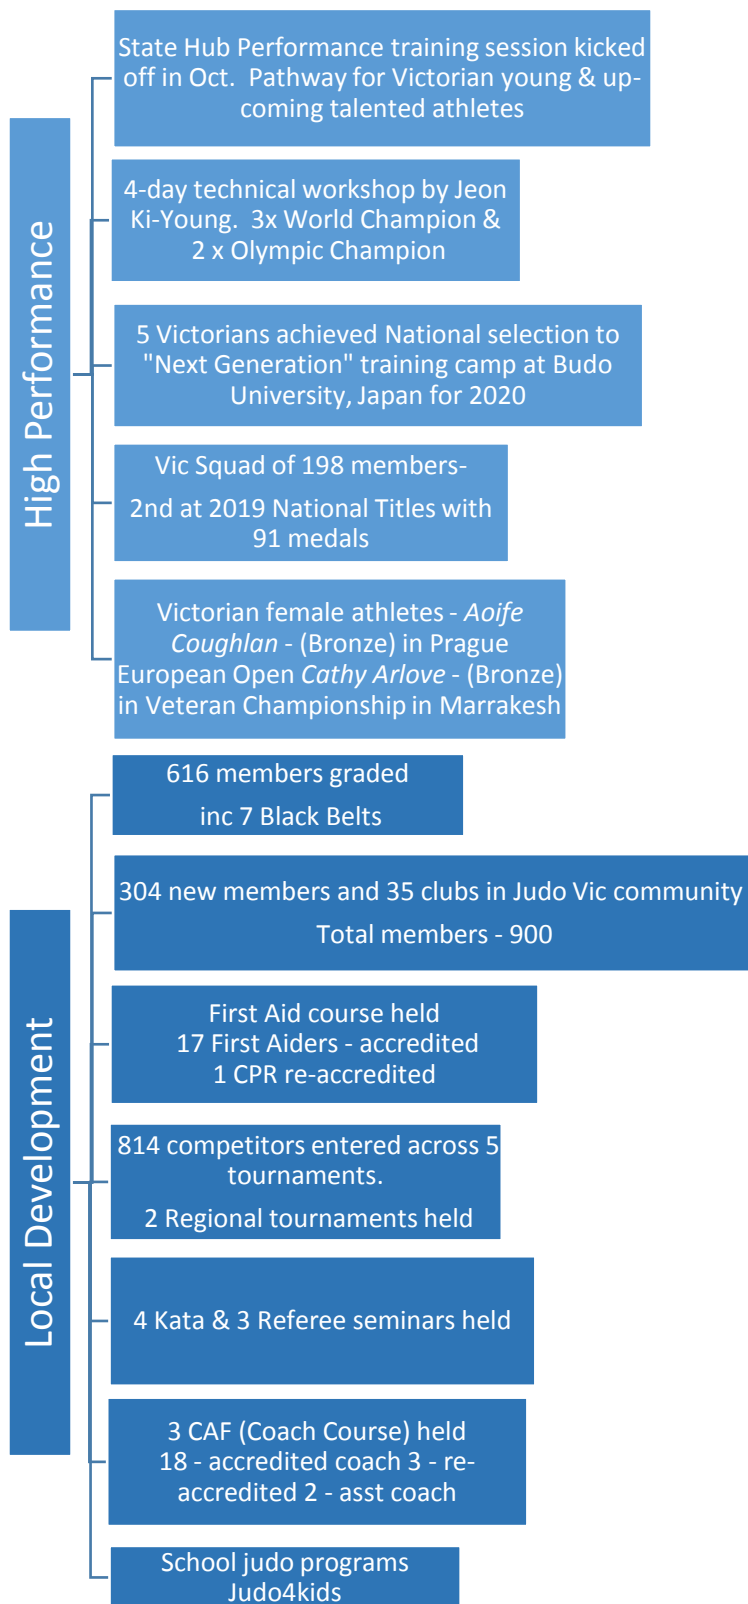 High Performance
State Hub Performance training session kicked
off in Oct.  Pathway for Victorian young & up-
coming talented athletes
4-day technical workshop by Jeon
Ki-Young.  3x World Champion &
2 x Olympic Champion
5 Victorians achieved National selection to
"Next Generation" training camp at Budo
University, Japan for 2020
Vic Squad of 198 members-
2nd at 2019 National Titles with
91 medals
Victorian female athletes - Aoife
Coughlan - (Bronze) in Prague
European Open Cathy Arlove - (Bronze)
in Veteran Championship in Marrakesh
Local Development
616 members graded
inc 7 Black Belts
304 new members and 35 clubs in Judo Vic community
Total members - 900
First Aid course held
17 First Aiders - accredited
1 CPR re-accredited
814 competitors entered across 5
tournaments.
2 Regional tournaments held
4 Kata & 3 Referee seminars held
3 CAF (Coach Course) held
18 - accredited coach 3 - re-
accredited 2 - asst coach
School judo programs
Judo4kids